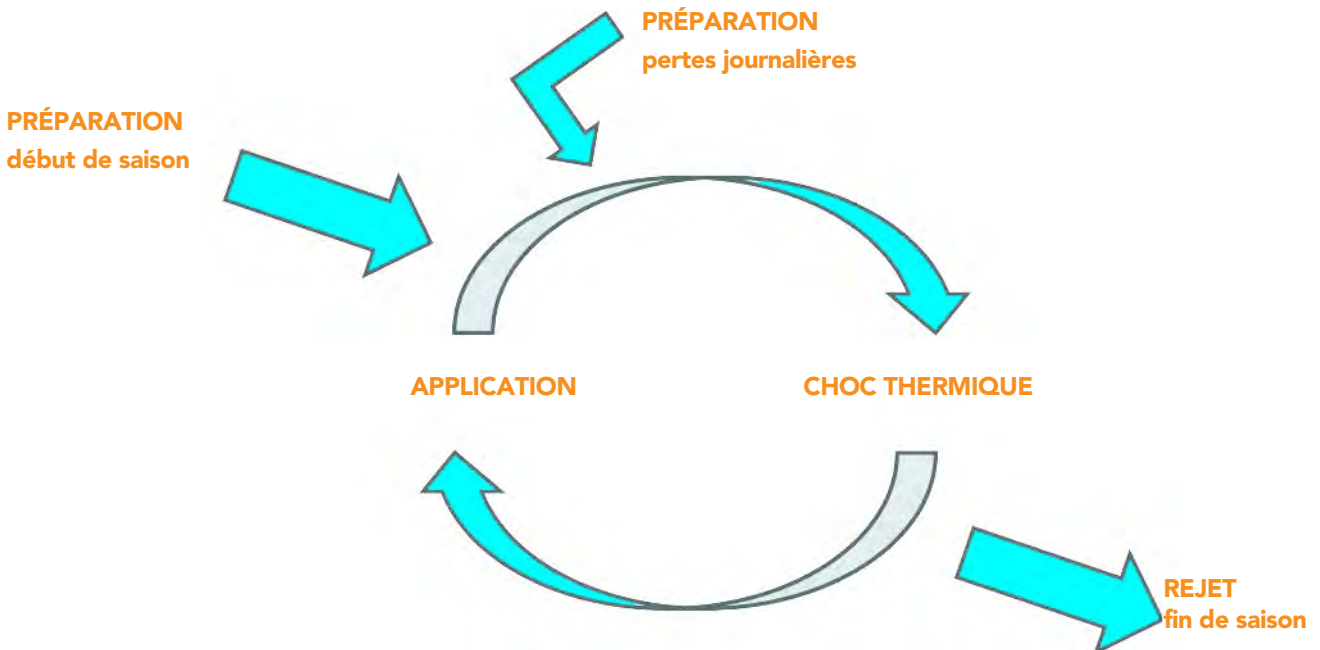 PRÉPARATION
pertes journalières
PRÉPARATION
début de saison
APPLICATION
CHOC THERMIQUE
REJET
fin de saison